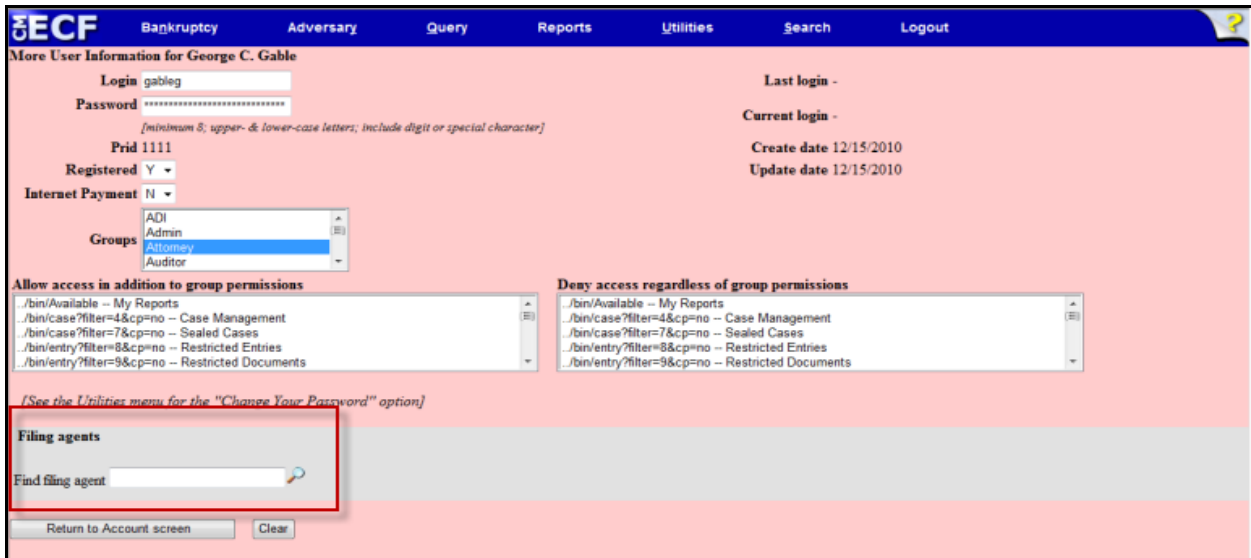 CM ECF Bankruptcy Adversary Query Reports Utilities Search Logout ?
More User Information for George C. Gable
Login gableg Last login -
Password ******************************
Current login -
[minimum 8; upper- & lower-case letters; include digit or special character]
Prid 1111 Create date 12/15/2010
Registered Y Update date 12/15/2010
Internet Payment N
Groups
ADI
Admin
Attorney
Auditor
Allow access in addition to group permissions
../bin/Available -- My Reports
../bin/case?filter=4&cp=no -- Case Management
../bin/case?filter=7&cp=no -- Sealed Cases
../bin/entry?filter=8&cp=no -- Restricted Entries
../bin/entry?filter=9&cp=no -- Restricted Documents
Deny access regardless of group permissions
../bin/Available -- My Reports
../bin/case?filter=4&cp=no -- Case Management
../bin/case?filter=7&cp=no -- Sealed Cases
../bin/entry?filter=8&cp=no -- Restricted Entries
../bin/entry?filter=9&cp=no -- Restricted Documents
[See the Utilities menu for the "Change Your Password" option]
Filing agents
Find filing agent
Return to Account screen Clear